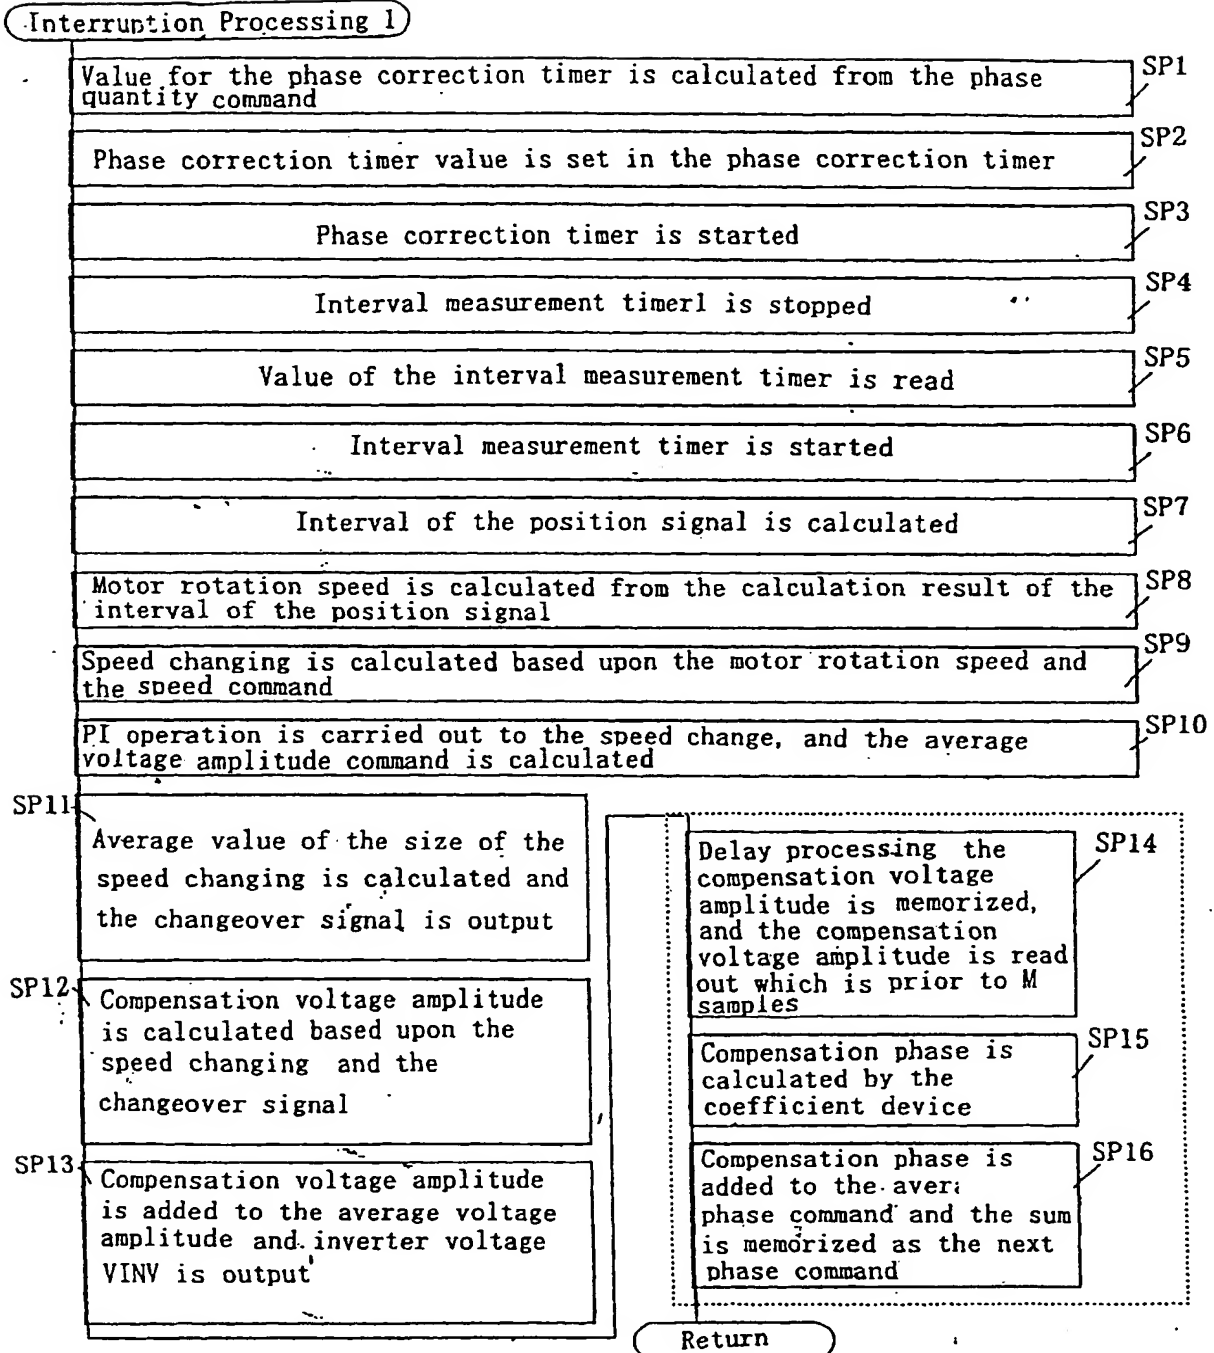 Interruption Processing 1
SP1
Value for the phase correction timer is calculated from the phase
quantity command
SP2
Phase correction timer value is set in the phase correction timer
SP3
Phase correction timer is started
SP4
Interval measurement timer1 is stopped
SP5
Value of the interval measurement timer is read
SP6
Interval measurement timer is started
SP7
Interval of the position signal is calculated
SP8
Motor rotation speed is calculated from the calculation result of the
interval of the position signal
SP9
Speed changing is calculated based upon the motor rotation speed and
the speed command
SP10
PI operation is carried out to the speed change, and the average
voltage amplitude command is calculated
SP11
Average value of the size of the
speed changing is calculated and
the changeover signal is output
SP12
Compensation voltage amplitude
is calculated based upon the
speed changing and the
changeover signal
SP13
Compensation voltage amplitude
is added to the average voltage
amplitude and inverter voltage
VINV is output
SP14
Delay processing the
compensation voltage
amplitude is memorized,
and the compensation
voltage amplitude is read
out which is prior to M
samples
SP15
Compensation phase is
calculated by the
coefficient device
SP16
Compensation phase is
added to the
phase command and the sum
is memorized as the next
phase command
Return